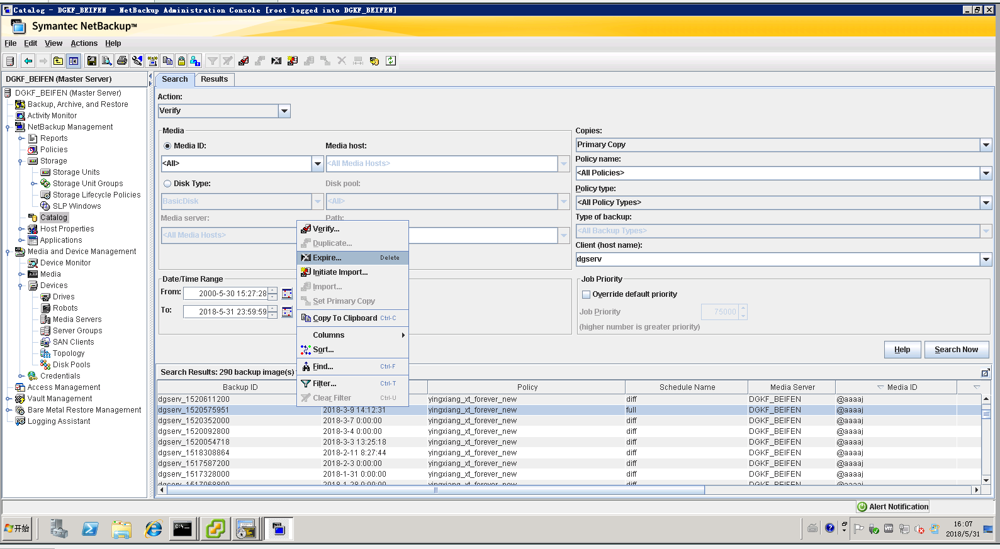 Catalog - DGKF_BEIFEN - NetBackup Administration Console [root logged into DGKF_BEIFEN]
Symantec NetBackup™
File Edit View Actions Help
DGKF_BEIFEN (Master Server)
DGKF_BEIFEN (Master Server)
Backup, Archive, and Restore
Activity Monitor
NetBackup Management
Reports
Policies
Storage
Storage Units
Storage Unit Groups
Storage Lifecycle Policies
SLP Windows
Catalog
Host Properties
Applications
Media and Device Management
Device Monitor
Media
Devices
Drives
Robots
Media Servers
Server Groups
SAN Clients
Topology
Disk Pools
Credentials
Access Management
Vault Management
Bare Metal Restore Management
Logging Assistant
Search Results
Action:
Verify
Media
Media ID: Media host:
<All> <All Media Hosts>
Disk Type: Disk pool:
BasicDisk <All>
Media server: Path:
<All Media Hosts>
Date/Time Range
From: 2000-5-30 15:27:28
To: 2018-5-31 23:59:59
Copies:
Primary Copy
Policy name:
<All Policies>
Policy type:
<All Policy Types>
Type of backup:
<All Backup Types>
Client (host name):
dgserv
Job Priority
Override default priority
Job Priority 75000
(higher number is greater priority)
Help Search Now
Verify...
Duplicate...
Expire... Delete
Initiate Import...
Import...
Set Primary Copy
Copy To Clipboard Ctrl-C
Columns
Sort...
Find... Ctrl-F
Filter... Ctrl-T
Clear Filter Ctrl-U
Search Results: 290 backup image(s)
Backup ID Policy Schedule Name Media Server Media ID
dgserv_1520611200 yingxiang_xt_forever_new diff DGKF_BEIFEN @aaaaj
dgserv_1520575951 2018-3-9 14:12:31 yingxiang_xt_forever_new full DGKF_BEIFEN @aaaaj
dgserv_1520352000 2018-3-7 0:00:00 yingxiang_xt_forever_new diff DGKF_BEIFEN @aaaaj
dgserv_1520092800 2018-3-4 0:00:00 yingxiang_xt_forever_new diff DGKF_BEIFEN @aaaaj
dgserv_1520054718 2018-3-3 13:25:18 yingxiang_xt_forever_new diff DGKF_BEIFEN @aaaaj
dgserv_1518308864 2018-2-11 8:27:44 yingxiang_xt_forever_new diff DGKF_BEIFEN @aaaaj
dgserv_1517587200 2018-2-3 0:00:00 yingxiang_xt_forever_new diff DGKF_BEIFEN @aaaaj
dgserv_1517328000 2018-1-31 0:00:00 yingxiang_xt_forever_new diff DGKF_BEIFEN @aaaaj
dgserv_1517068800 2018-1-28 0:00:00 yingxiang_xt_forever_new diff DGKF_BEIFEN @aaaaj
Alert Notification
开始
16:07
2018/5/31